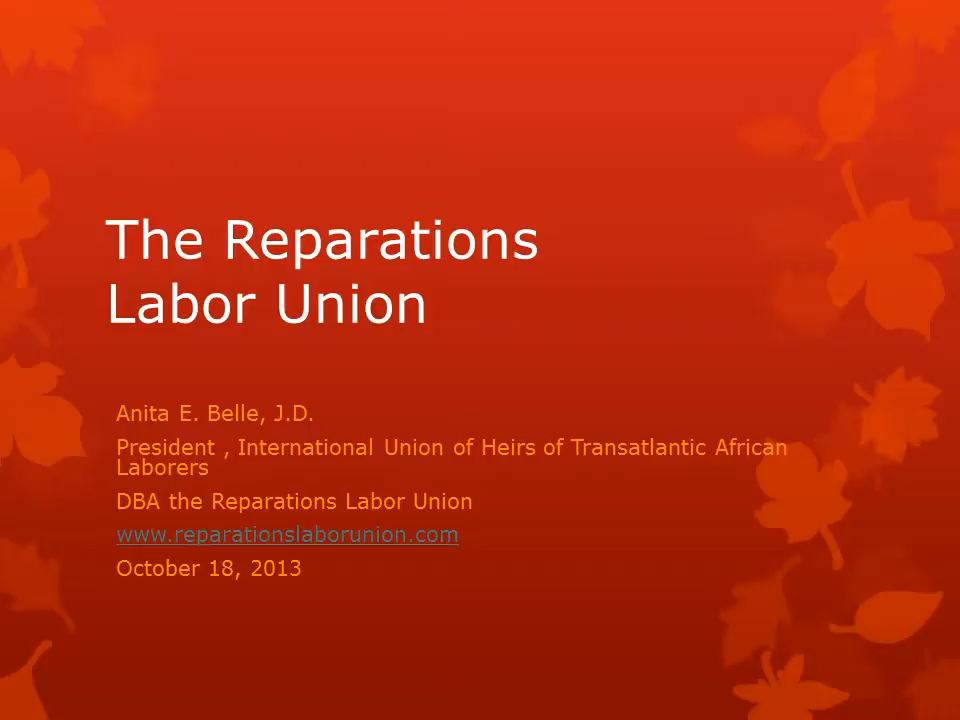 The Reparations
Labor Union
Anita E. Belle, J.D.
President , International Union of Heirs of Transatlantic African
Laborers
DBA the Reparations Labor Union
www.reparationslaborunion.com
October 18, 2013